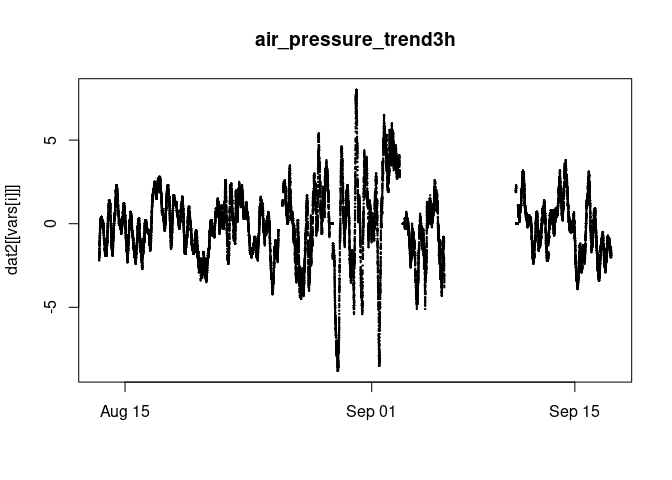 air_pressure_trend3h
dat2[[vars[i]]]
5
0
-5
Aug 15
Sep 01
Sep 15